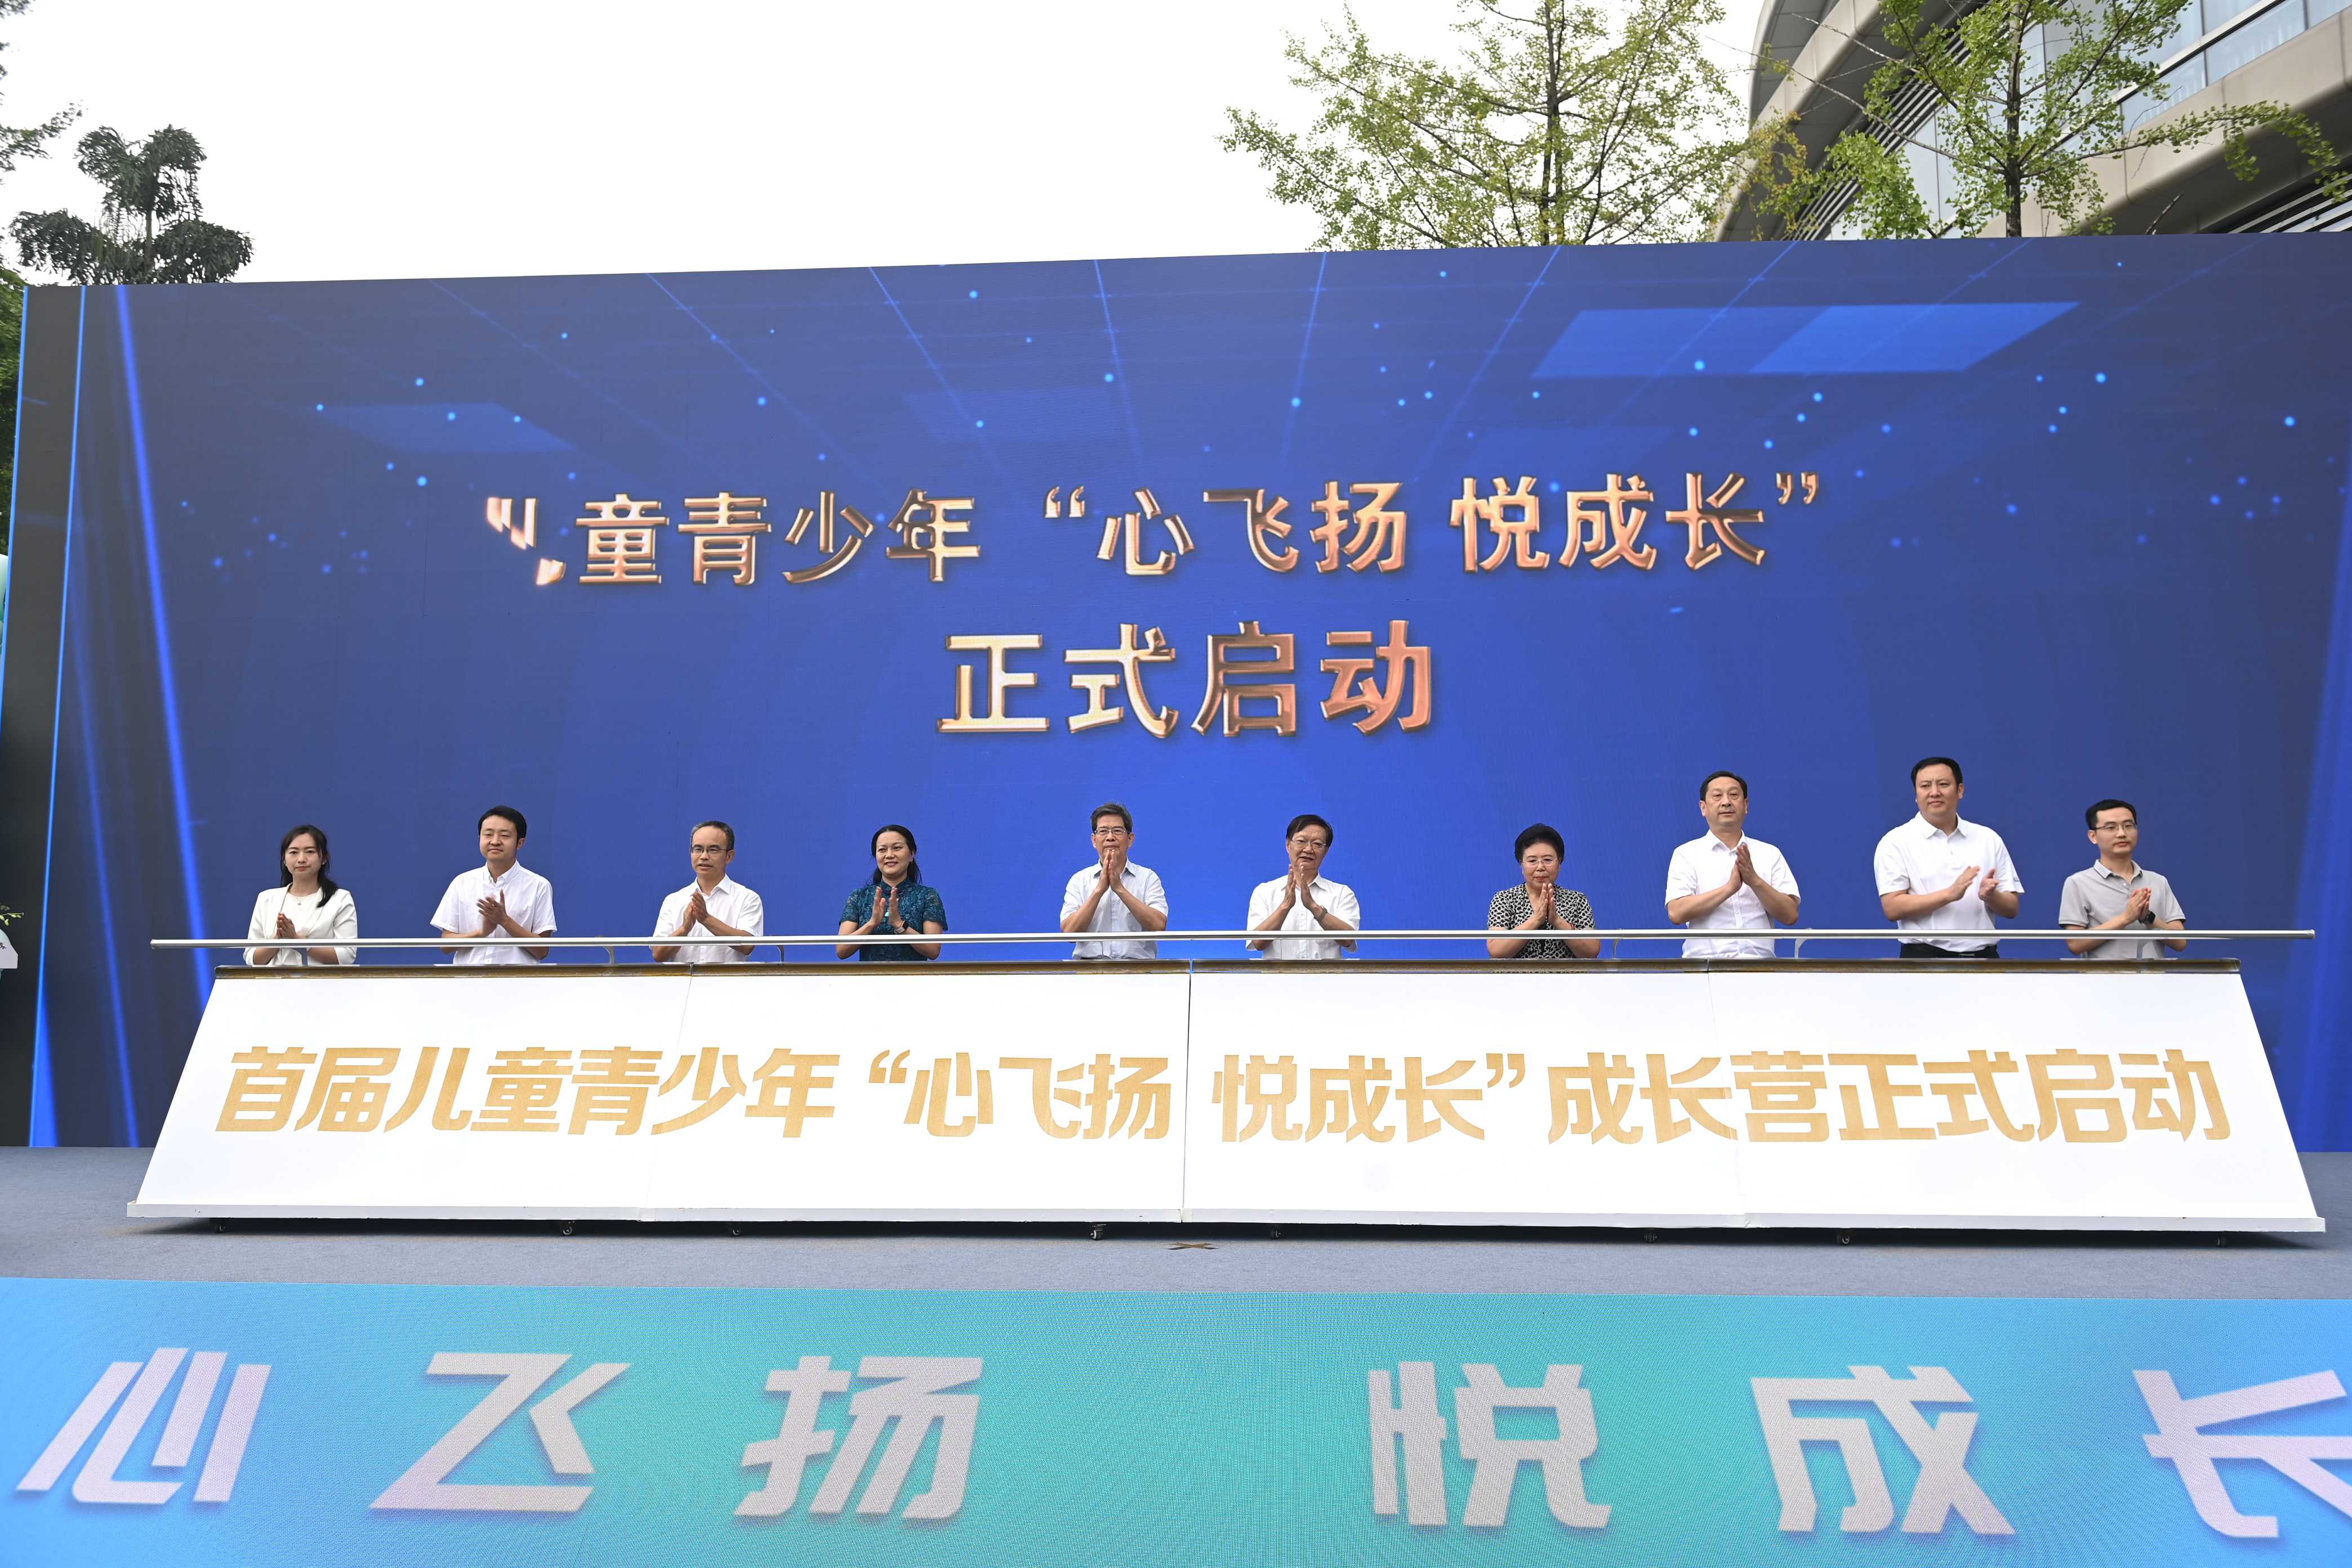 儿童青少年 “心飞扬 悦成长”
正式启动
首届儿童青少年“心飞扬 悦成长”成长营正式启动
心飞扬 悦成长